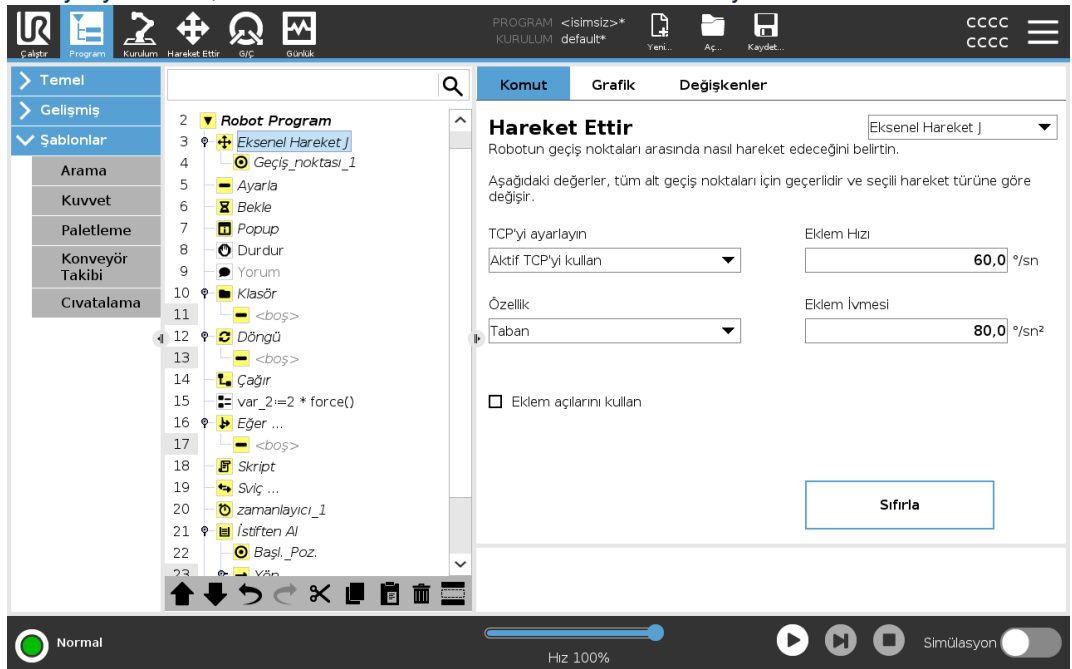 PROGRAM <isimsiz>*
KURULUM default*
Yeni...
Aç...
Kaydet...
CCCC
CCCC
Çalıştır
Program
Kurulum
Hareket Ettir
G/Ç
Günlük
Temel
Gelişmiş
Şablonlar
Arama
Kuvvet
Paletleme
Konveyör
Takibi
Cıvatalama
2 Robot Program
3 Eksenel Hareket J
4 Geçiş_noktası_1
5 Ayarla
6 Bekle
7 Popup
8 Durdur
9 Yorum
10 Klasör
11 <boş>
12 Döngü
13 <boş>
14 Çağır
15 var_2:=2 * force()
16 Eğer ...
17 <boş>
18 Skript
19 Sviç ...
20 zamanlayıcı_1
21 İstiften Al
22 Başl._Poz.
23 Yön
Komut
Grafik
Değişkenler
Hareket Ettir
Eksenel Hareket J
Robotun geçiş noktaları arasında nasıl hareket edeceğini belirtin.
Aşağıdaki değerler, tüm alt geçiş noktaları için geçerlidir ve seçili hareket türüne göre
değişir.
TCP'yi ayarlayın
Eklem Hızı
Aktif TCP'yi kullan
60,0 °/sn
Özellik
Eklem İvmesi
Taban
80,0 °/sn²
Eklem açılarını kullan
Sıfırla
Normal
Hız 100%
Simülasyon